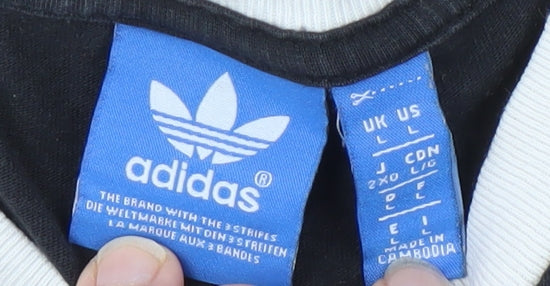 adidas®
THE BRAND WITH THE 3 STRIPES
DIE WELTMARKE MIT DEN 3 STREIFEN
LA MARQUE AUX 3 BANDES
UK US
L L
J CDN
2XO L/G
D F
L L
E I
L L
MADE IN
CAMBODIA